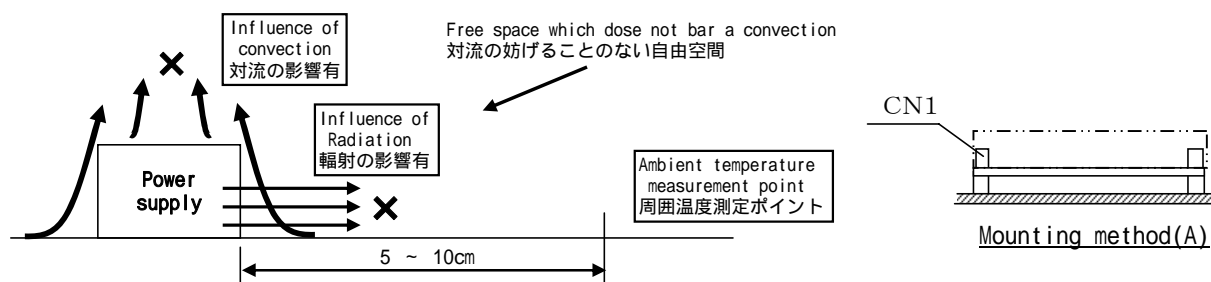 Influence of
convection
対流の影響有
Free space which dose not bar a convection
対流の妨げることのない自由空間
Influence of
Radiation
輻射の影響有
Power
supply
Ambient temperature
measurement point
周囲温度測定ポイント
5 ~ 10cm
CN1
Mounting method(A)